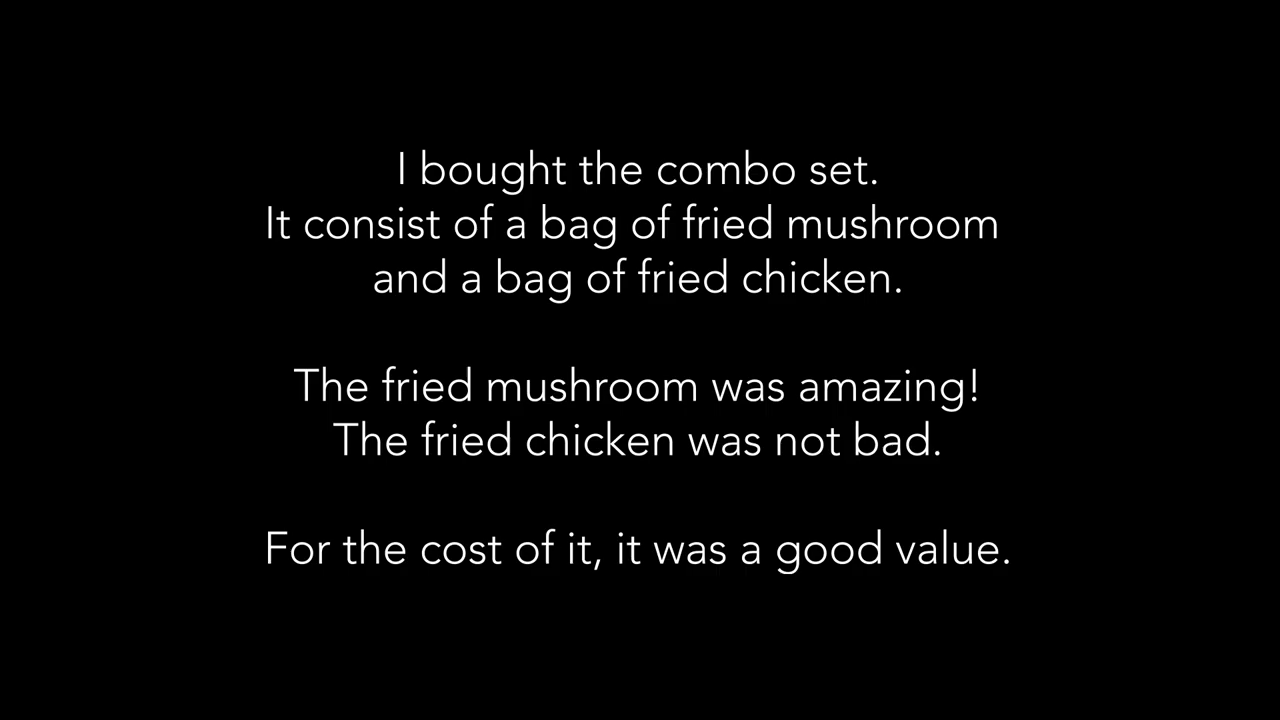 I bought the combo set.
It consist of a bag of fried mushroom
and a bag of fried chicken.
The fried mushroom was amazing!
The fried chicken was not bad.
For the cost of it, it was a good value.